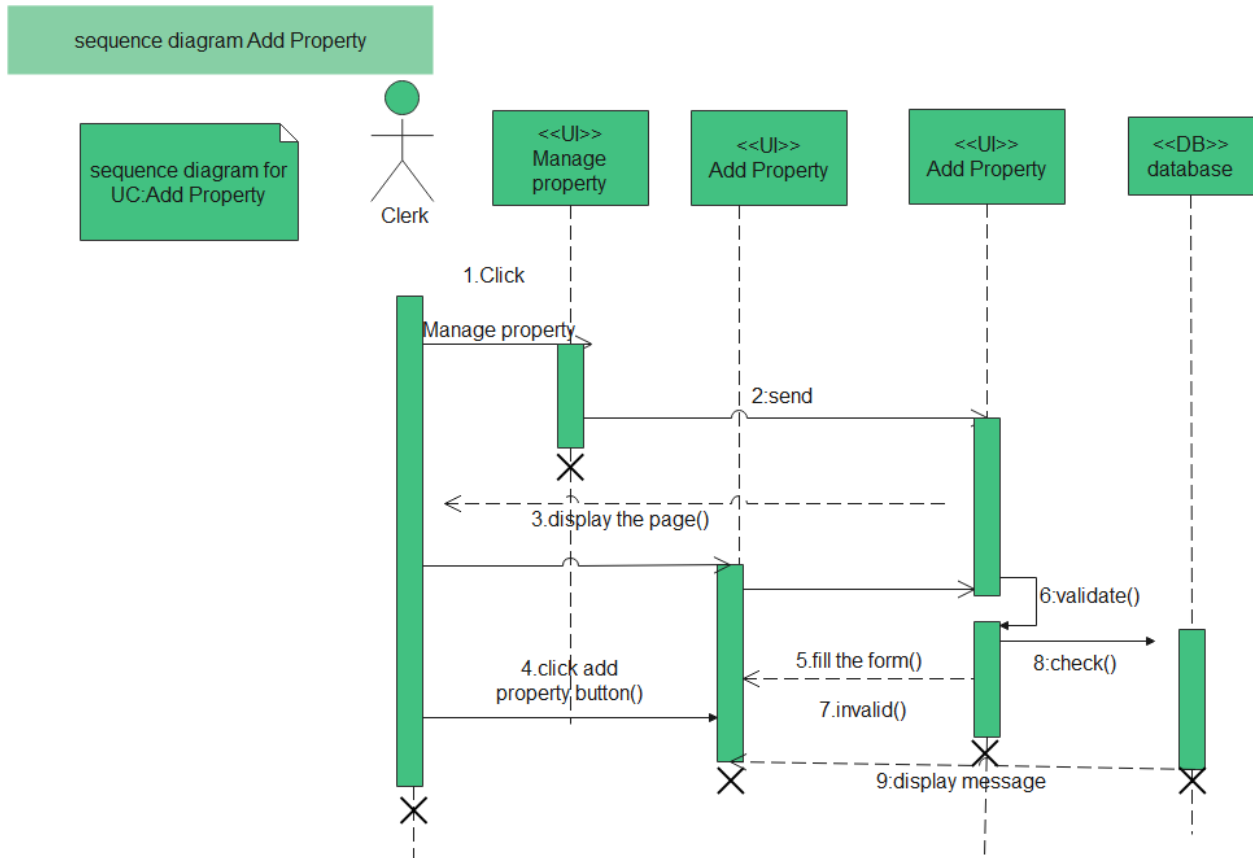 sequence diagram Add Property
sequence diagram for
UC:Add Property
Clerk
<<UI>>
Manage
property
<<UI>>
Add Property
<<UI>>
Add Property
<<DB>>
database
1.Click
Manage property
2:send
3.display the page()
6:validate()
4.click add
property button()
5.fill the form()
8:check()
7.invalid()
9:display message